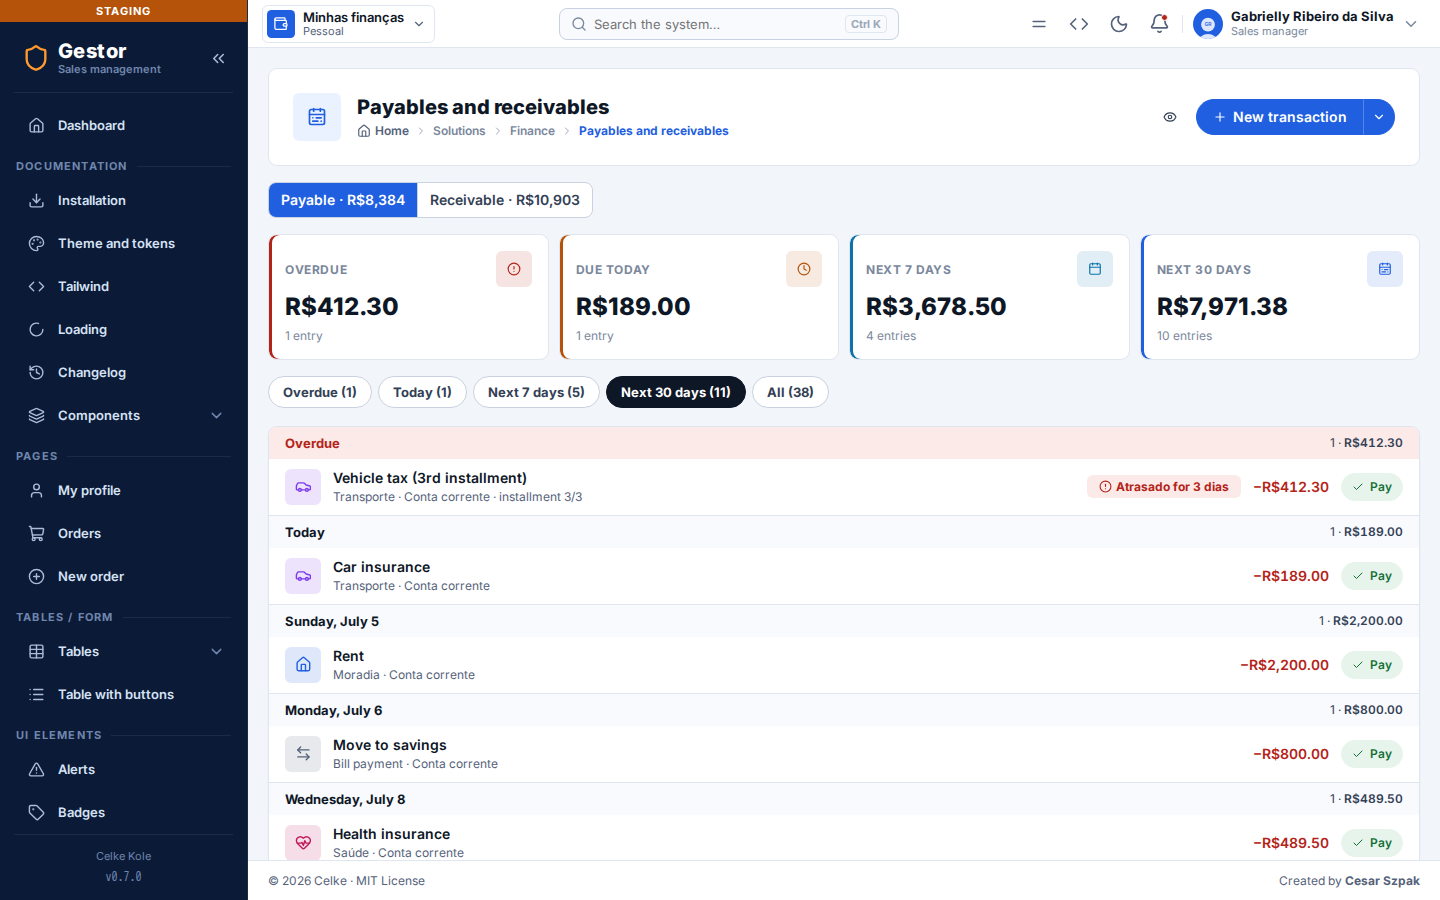 STAGING
Gestor
Sales management
Dashboard
DOCUMENTATION
Installation
Theme and tokens
Tailwind
Loading
Changelog
Components
PAGES
My profile
Orders
New order
TABLES / FORM
Tables
Table with buttons
UI ELEMENTS
Alerts
Badges
Celke Kole
v0.7.0
Minhas finanças
Pessoal
Search the system...
Ctrl K
GR
Gabrielly Ribeiro da Silva
Sales manager
Payables and receivables
Home
Solutions
Finance
Payables and receivables
New transaction
Payable · R$8,384
Receivable · R$10,903
OVERDUE
R$412.30
1 entry
DUE TODAY
R$189.00
1 entry
NEXT 7 DAYS
R$3,678.50
4 entries
NEXT 30 DAYS
R$7,971.38
10 entries
Overdue (1)
Today (1)
Next 7 days (5)
Next 30 days (11)
All (38)
Overdue
1 · R$412.30
Vehicle tax (3rd installment)
Transporte · Conta corrente · installment 3/3
Atrasado for 3 dias
−R$412.30
Pay
Today
1 · R$189.00
Car insurance
Transporte · Conta corrente
−R$189.00
Pay
Sunday, July 5
1 · R$2,200.00
Rent
Moradia · Conta corrente
−R$2,200.00
Pay
Monday, July 6
1 · R$800.00
Move to savings
Bill payment · Conta corrente
−R$800.00
Pay
Wednesday, July 8
1 · R$489.50
Health insurance
Saúde · Conta corrente
−R$489.50
Pay
© 2026 Celke · MIT License
Created by Cesar Szpak